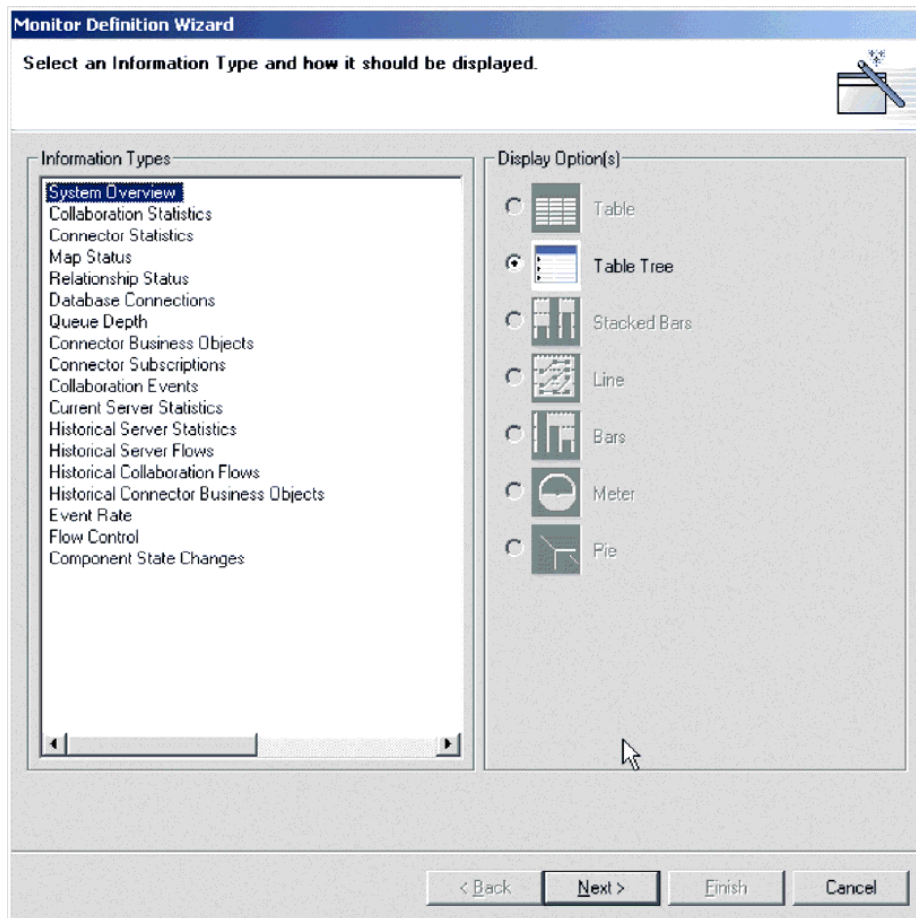 Monitor Definition Wizard
Select an Information Type and how it should be displayed.
Information Types
System Overview
Collaboration Statistics
Connector Statistics
Map Status
Relationship Status
Database Connections
Queue Depth
Connector Business Objects
Connector Subscriptions
Collaboration Events
Current Server Statistics
Historical Server Statistics
Historical Server Flows
Historical Collaboration Flows
Historical Connector Business Objects
Event Rate
Flow Control
Component State Changes
Display Option(s)
Table
Table Tree
Stacked Bars
Line
Bars
Meter
Pie
< Back
Next >
Finish
Cancel